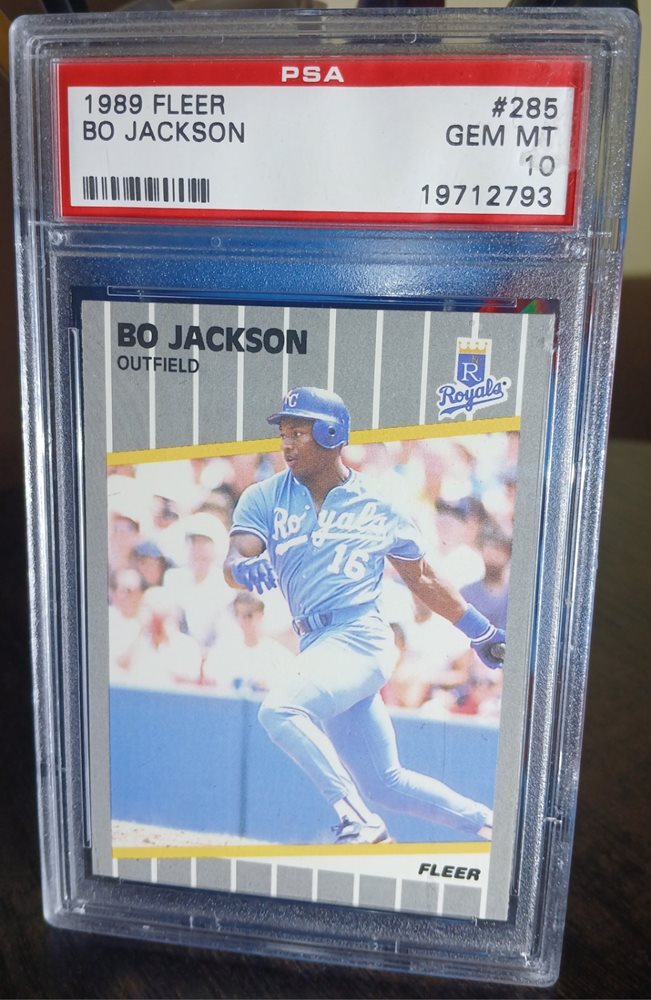 PSA
1989 FLEER #285
BO JACKSON GEM MT
10
19712793
BO JACKSON
OUTFIELD
R
Royals
KC
Royals
16
FLEER